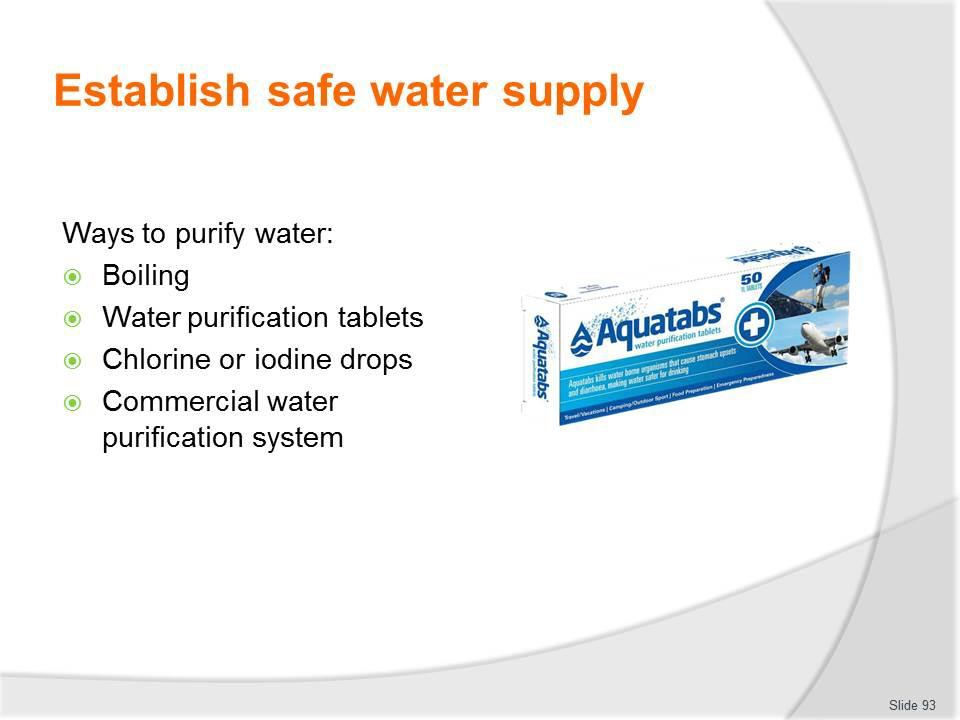 Establish safe water supply
Ways to purify water:
Boiling
Water purification tablets
Chlorine or iodine drops
Commercial water
purification system
Aquatabs
50
TABLETS
Aquatabs®
water purification tablets
Aquatabs kills water borne organisms that cause stomach upsets
and diarrhoea, making water safer for drinking
Travel/Vacations | Camping/Outdoor Sport | Food Preparation | Emergency Preparedness
Aquatabs
Slide 93